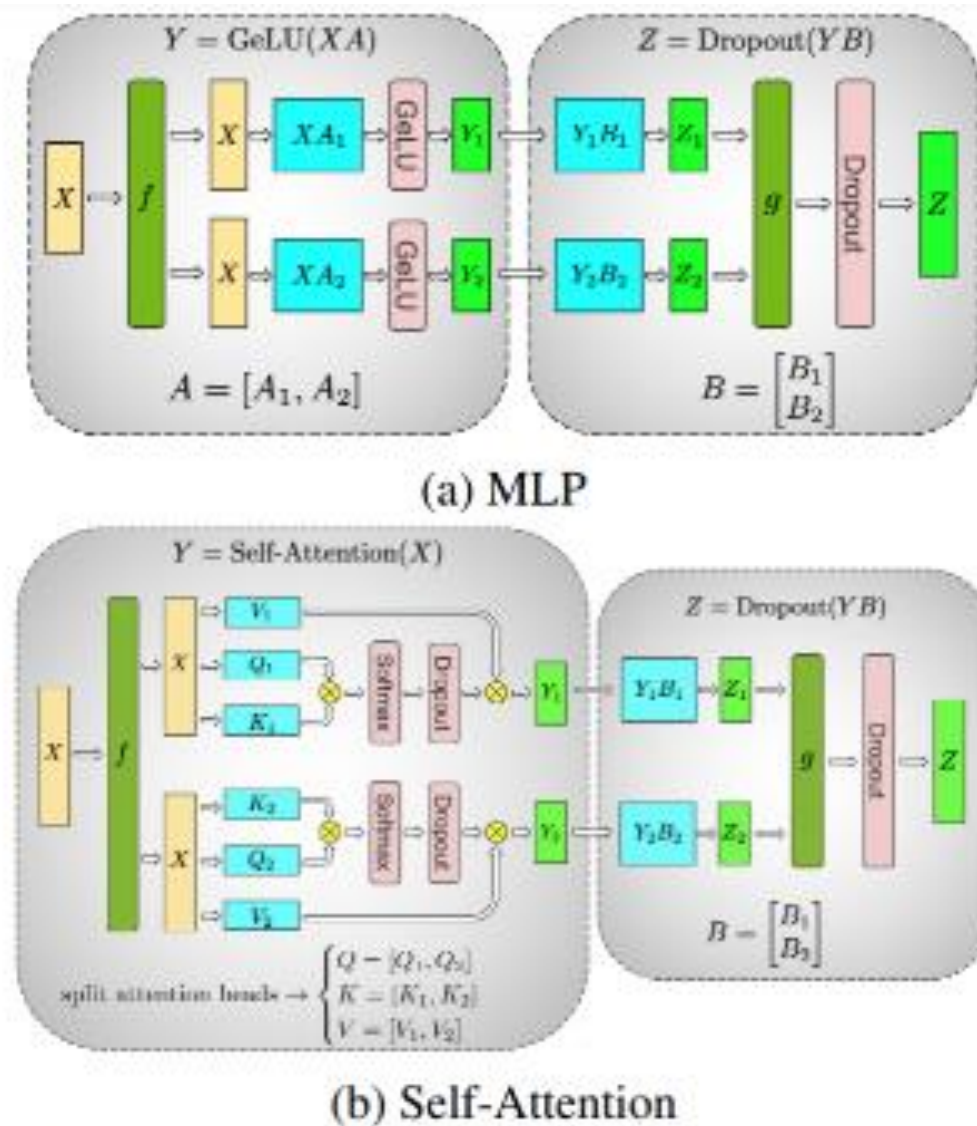 Y = GeLU(XA)
X
f
X
XA₁
GeLU
Y₁
X
XA₂
GeLU
Y₂
A = [A₁, A₂]
Z = Dropout(YB)
Y₁B₁
Z₁
Y₂B₂
Z₂
g
Dropout
Z
B = [B₁
B₂]
(a) MLP
Y = Self-Attention(X)
X
f
X
V₁
Q₁
K₁
Softmax
Dropout
Y₁
X
K₂
Q₂
V₂
Softmax
Dropout
Y₂
split attention heads → { Q = [Q₁, Q₂]
K = [K₁, K₂]
V = [V₁, V₂]
Z = Dropout(YB)
Y₁B₁
Z₁
Y₂B₂
Z₂
g
Dropout
Z
B = [B₁
B₂]
(b) Self-Attention